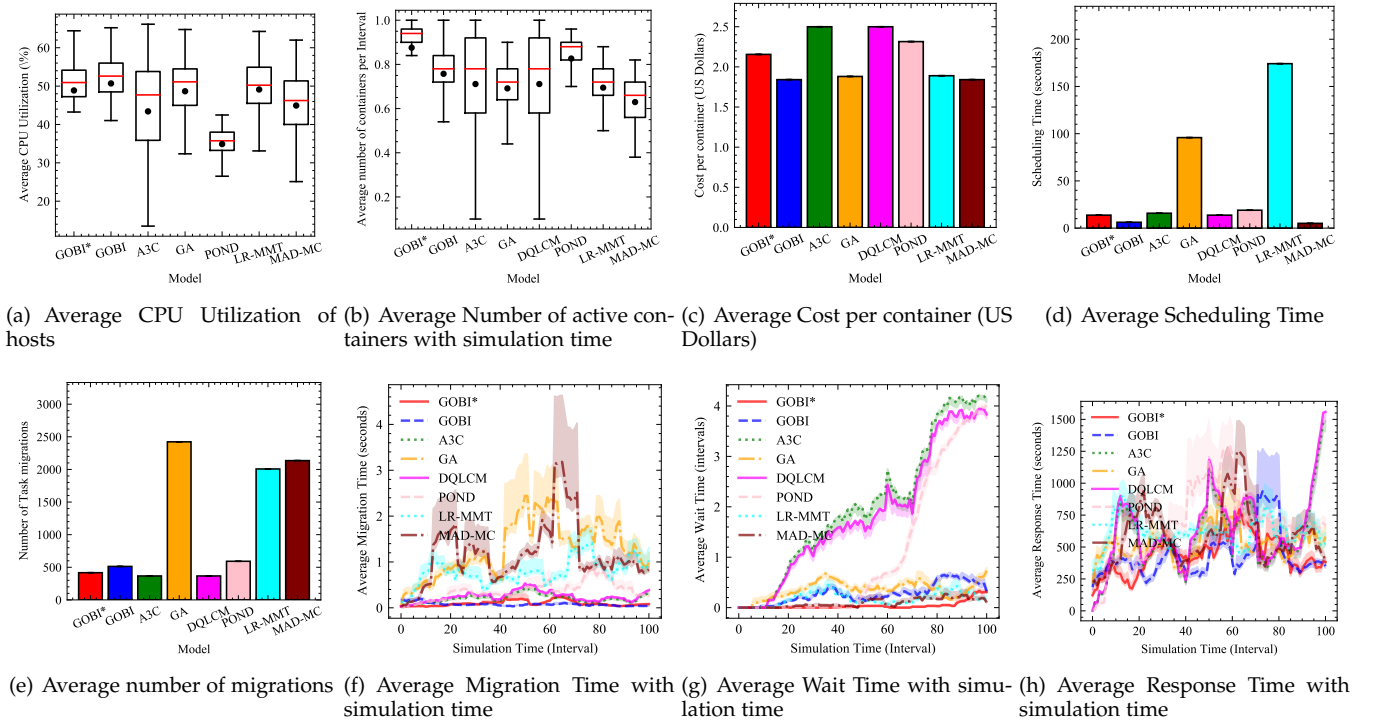 60
50
40
30
20
Average CPU Utilization (\%)
GOBI* GOBI A3C GA POND LR-MMT MAD-MC
Model
1.0
0.8
0.6
0.4
0.2
Average number of containers per Interval
GOBI* GOBI A3C GA DQLCM POND LR-MMT MAD-MC
Model
2.5
2.0
1.5
1.0
0.5
0.0
Cost per container (US Dollars)
GOBI* GOBI A3C GA DQLCM POND LR-MMT MAD-MC
Model
200
150
100
50
0
Scheduling Time (seconds)
GOBI* GOBI A3C GA DQLCM POND LR-MMT MAD-MC
Model
(a) Average CPU Utilization of
hosts
(b) Average Number of active con-
tainers with simulation time
(c) Average Cost per container (US
Dollars)
(d) Average Scheduling Time
3000
2500
2000
1500
1000
500
0
Number of Task migrations
GOBI* GOBI A3C GA DQLCM POND LR-MMT MAD-MC
Model
4
3
2
1
0
Average Migration Time (seconds)
GOBI*
GOBI
A3C
GA
DQLCM
POND
LR-MMT
MAD-MC
0 20 40 60 80 100
Simulation Time (Interval)
4
3
2
1
0
Average Wait Time (intervals)
GOBI*
GOBI
A3C
GA
DQLCM
POND
LR-MMT
MAD-MC
0 20 40 60 80 100
Simulation Time (Interval)
1500
1250
1000
750
500
250
0
Average Response Time (seconds)
GOBI*
GOBI
A3C
GA
DQLCM
POND
LR-MMT
MAD-MC
0 20 40 60 80 100
Simulation Time (Interval)
(e) Average number of migrations
(f) Average Migration Time with
simulation time
(g) Average Wait Time with simu-
lation time
(h) Average Response Time with
simulation time